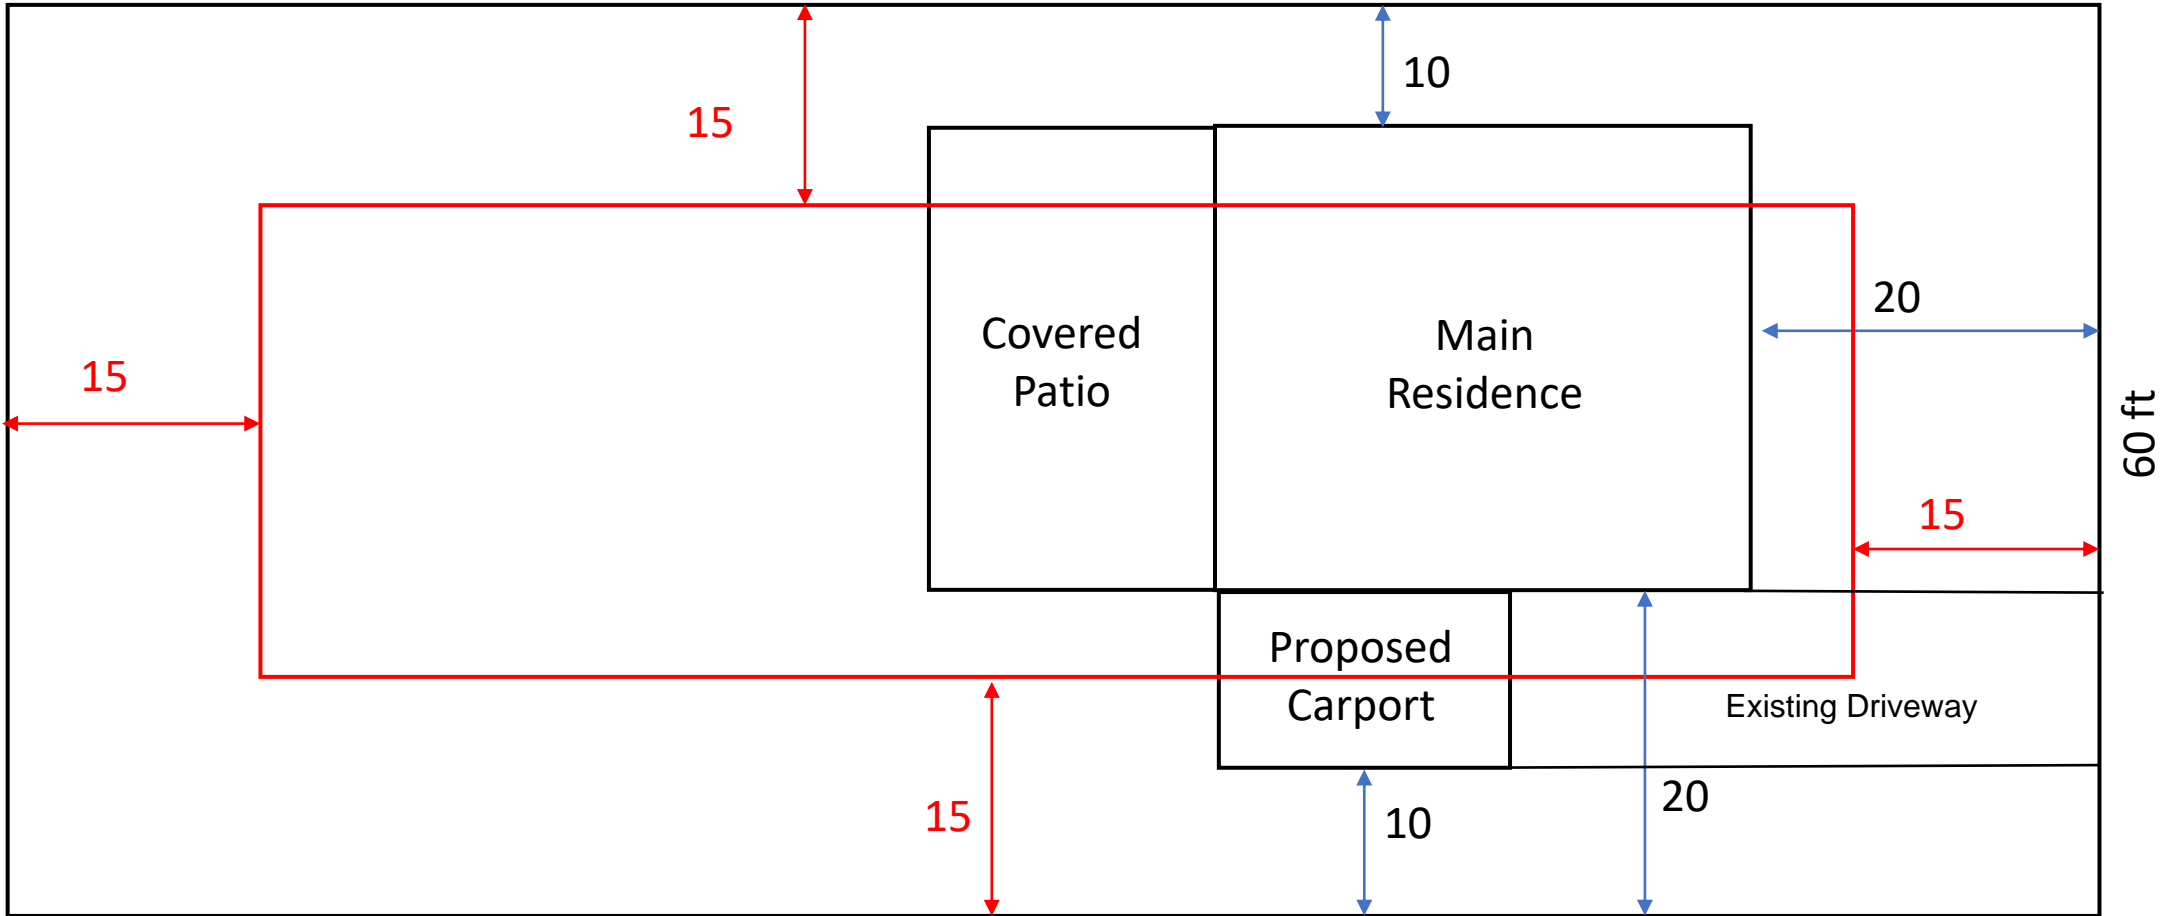 10
15
20
Covered
Patio
Main
Residence
15
60 ft
15
Proposed
Carport
Existing Driveway
20
15
10